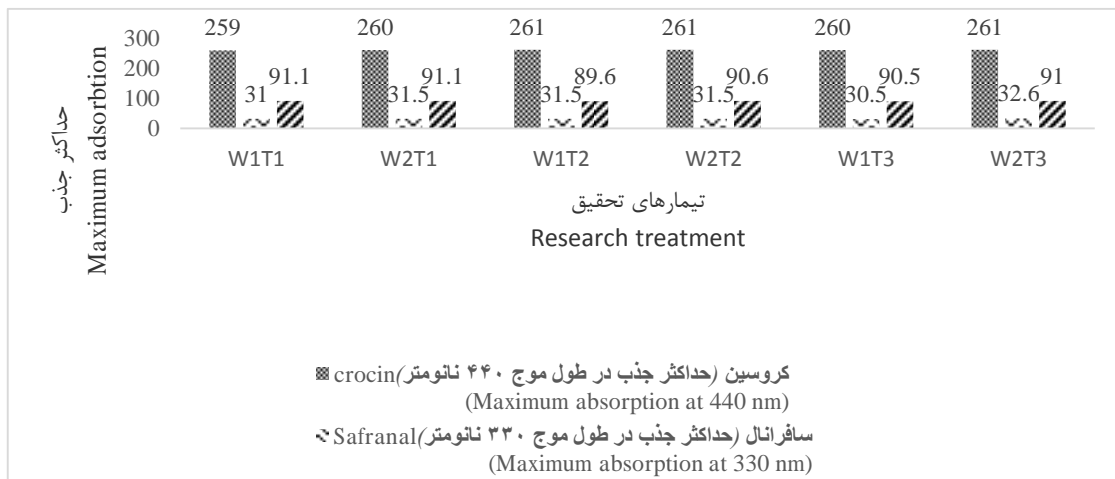 259 260 261 261 260 261
300
200
100
0
31 91.1 31.5 91.1 31.5 89.6 31.5 90.6 30.5 90.5 32.6 91
W1T1 W2T1 W1T2 W2T2 W1T3 W2T3
حداکثر جذب
Maximum adsorbtion
تیمارهای تحقیق
Research treatment
کروسین (حداکثر جذب در طول موج ۴۴۰ نانومتر)crocin
(Maximum absorption at 440 nm)
سافرانال (حداکثر جذب در طول موج ۳۳۰ نانومتر)Safranal
(Maximum absorption at 330 nm)